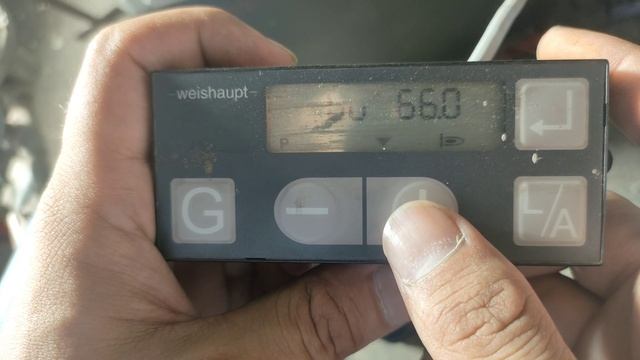 -weishaupt-
66.0
P
G − +
L/A